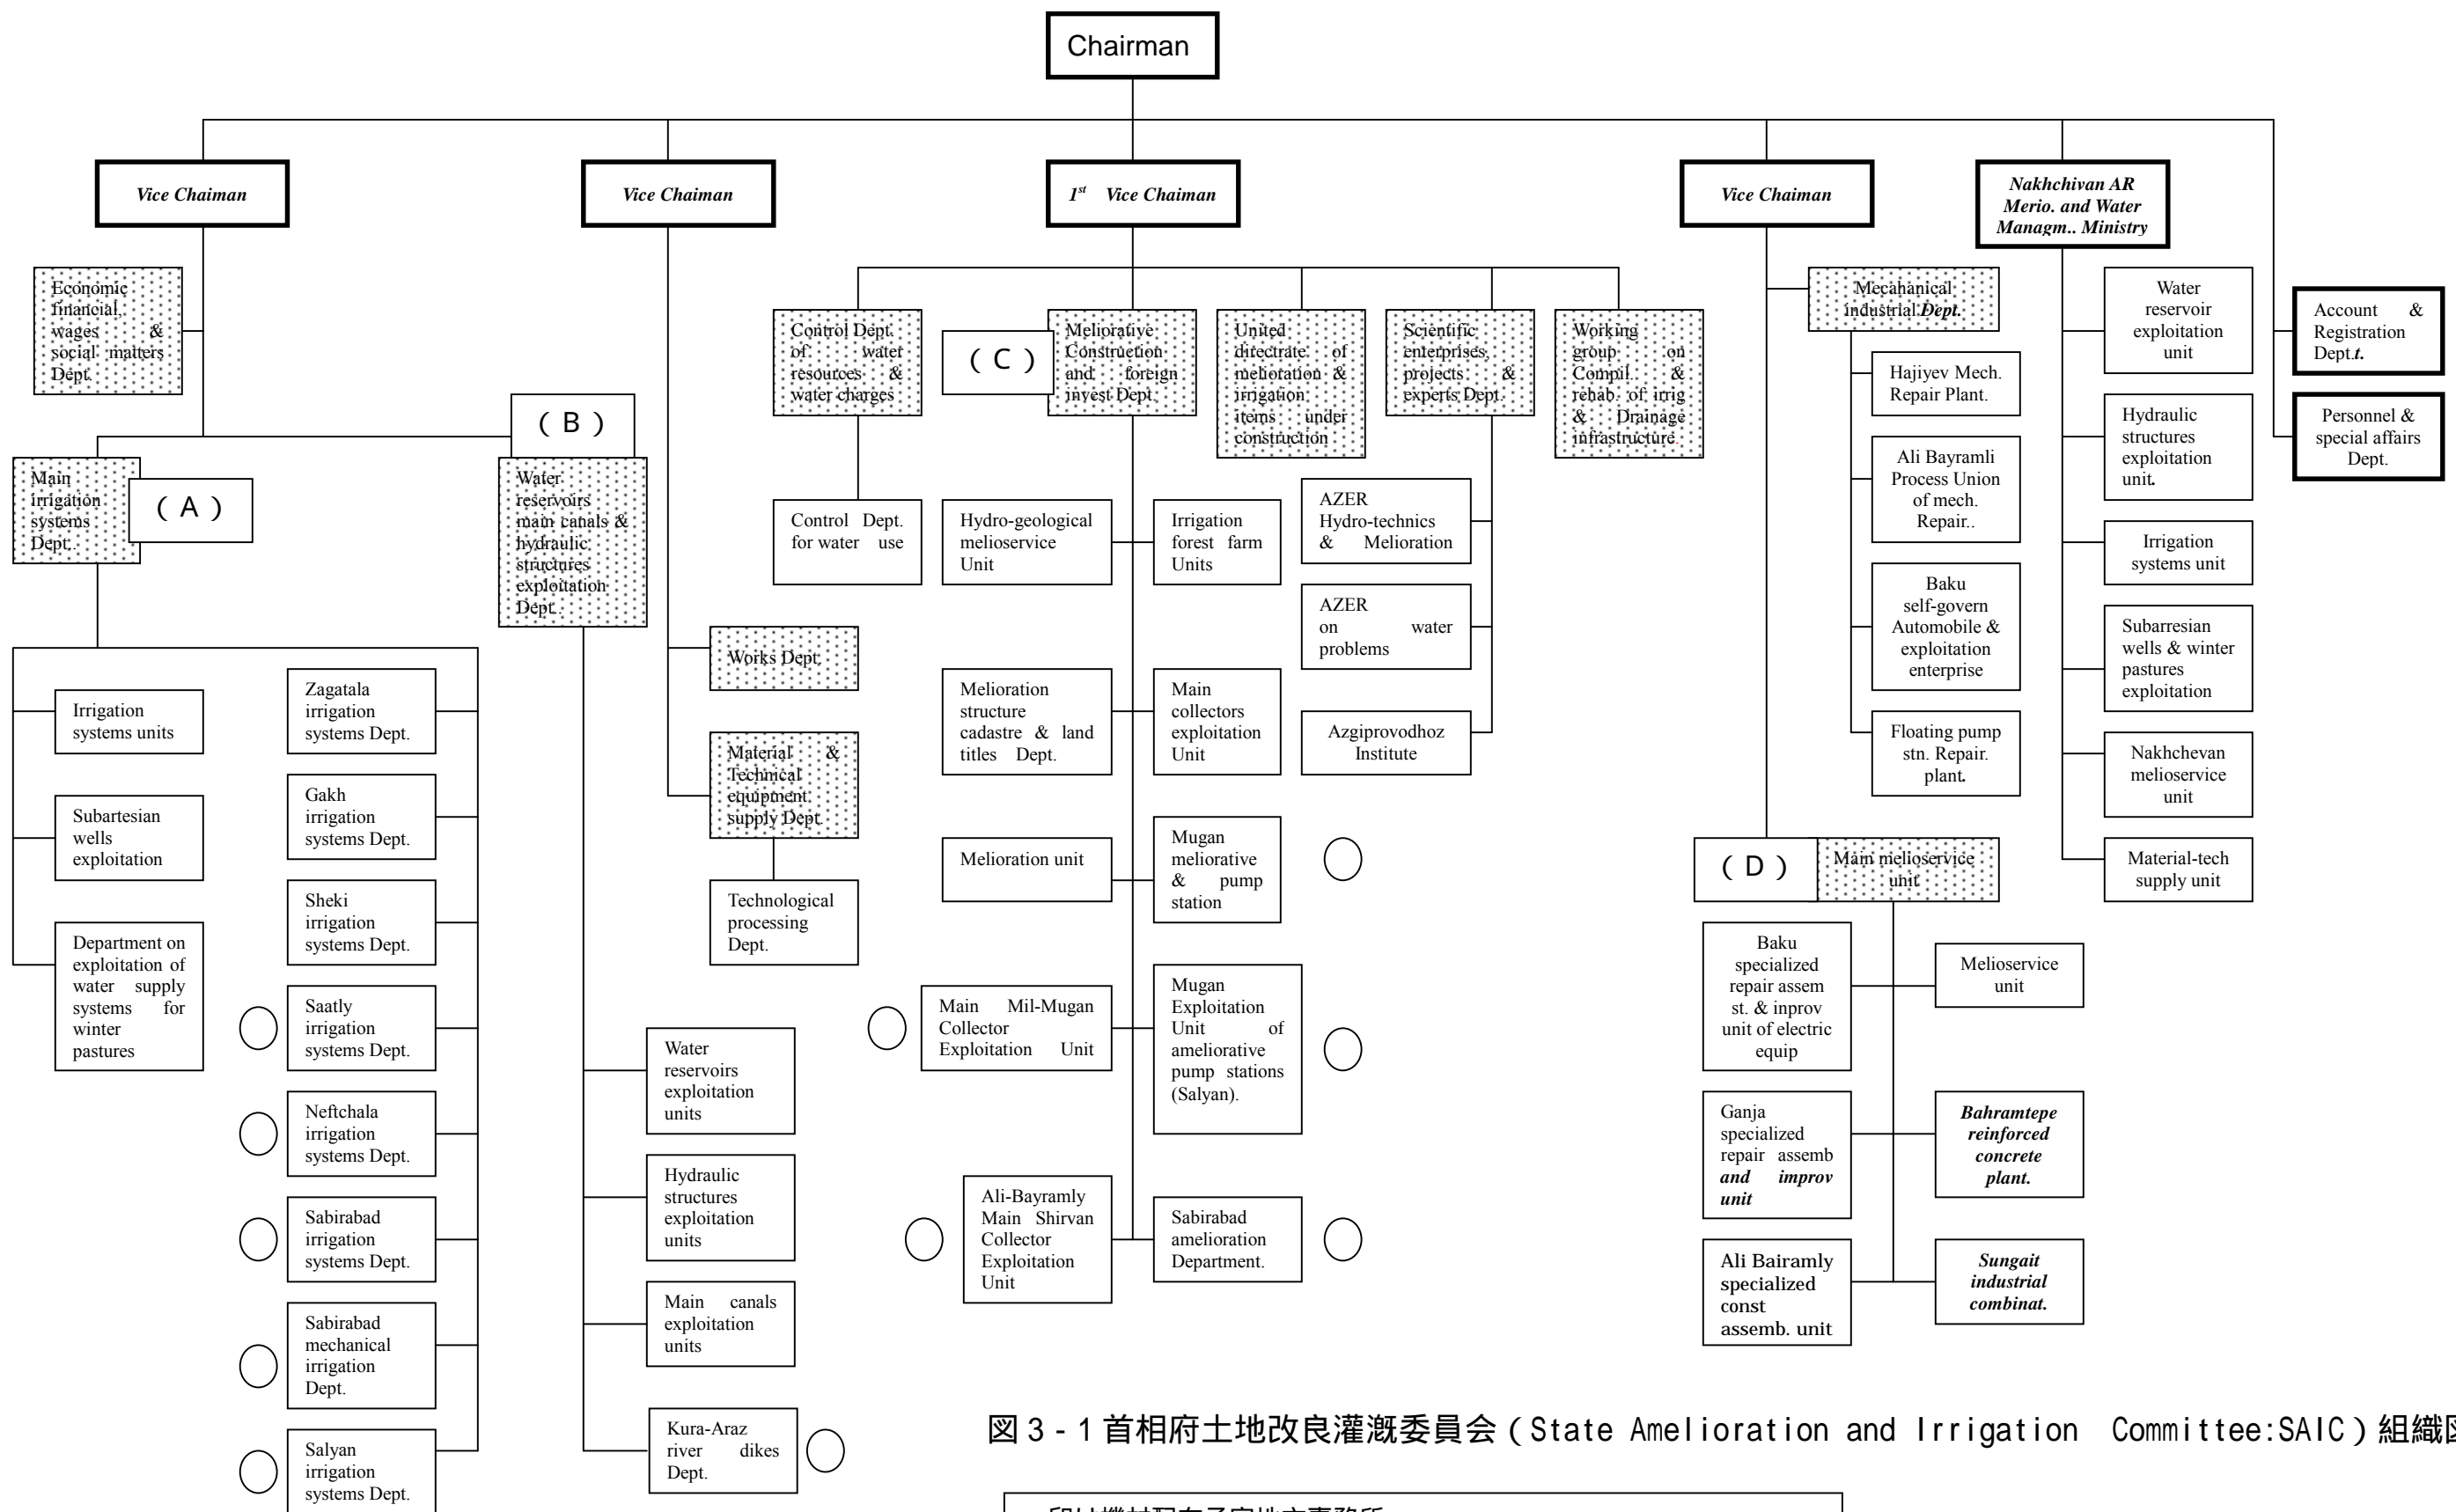 Chairman
Vice Chaiman
Vice Chaiman
1st Vice Chaiman
Vice Chaiman
Nakhchivan AR
Merio. and Water
Managm.. Ministry
Economic
financial,
wages &
social matters
Dept.
Main
irrigation
systems
Dept..
( A )
( B )
Water
reservoirs
main canals &
hydraulic
structures
exploitation
Dept..
Irrigation
systems units
Subartesian
wells
exploitation
Department on
exploitation of
water supply
systems for
winter
pastures
Zagatala
irrigation
systems Dept.
Gakh
irrigation
systems Dept.
Sheki
irrigation
systems Dept.
Saatly
irrigation
systems Dept.
Neftchala
irrigation
systems Dept.
Sabirabad
irrigation
systems Dept.
Sabirabad
mechanical
irrigation
Dept.
Salyan
irrigation
systems Dept.
Water
reservoirs
exploitation
units
Hydraulic
structures
exploitation
units
Main canals
exploitation
units
Kura-Araz
river dikes
Dept.
Works Dept.
Material &
Technical
equipment
supply Dept.
Technological
processing
Dept.
Control Dept.
of water
resources &
water charges
Control Dept.
for water use
( C )
Meliorative
Construction
and foreign
invest Dept.
Hydro-geological
melioservice
Unit
Irrigation
forest farm
Units
Melioration
structure
cadastre & land
titles Dept.
Main
collectors
exploitation
Unit
Melioration unit
Mugan
meliorative
& pump
station
Main Mil-Mugan
Collector
Exploitation Unit
Mugan
Exploitation
Unit of
ameliorative
pump stations
(Salyan).
Ali-Bayramly
Main Shirvan
Collector
Exploitation
Unit
Sabirabad
amelioration
Department.
United
directrate of
melioration &
irrigation
items under
construction
Scientific
enterprises,
projects &
experts Dept.
AZER
Hydro-technics
& Melioration
AZER
on water
problems
Azgiprovodhoz
Institute
Working
group on
Compil. &
rehab. of irrig
& Drainage
infrastructure
Mecahanical
industrial Dept.
Hajiyev Mech.
Repair Plant.
Ali Bayramli
Process Union
of mech.
Repair..
Baku
self-govern
Automobile &
exploitation
enterprise
Floating pump
stn. Repair.
plant.
( D )
Main melioservice
unit
Baku
specialized
repair assem
st. & inprov
unit of electric
equip
Melioservice
unit
Ganja
specialized
repair assemb
and improv
unit
Bahramtepe
reinforced
concrete
plant.
Ali Bairamly
specialized
const
assemb. unit
Sungait
industrial
combinat.
Water
reservoir
exploitation
unit
Hydraulic
structures
exploitation
unit.
Irrigation
systems unit
Subarresian
wells & winter
pastures
exploitation
Nakhchevan
melioservice
unit
Material-tech
supply unit
Account &
Registration
Dept.t.
Personnel &
special affairs
Dept.
図 3 - 1 首相府土地改良灌漑委員会 ( State Amelioration and Irrigation Committee:SAIC ) 組織図